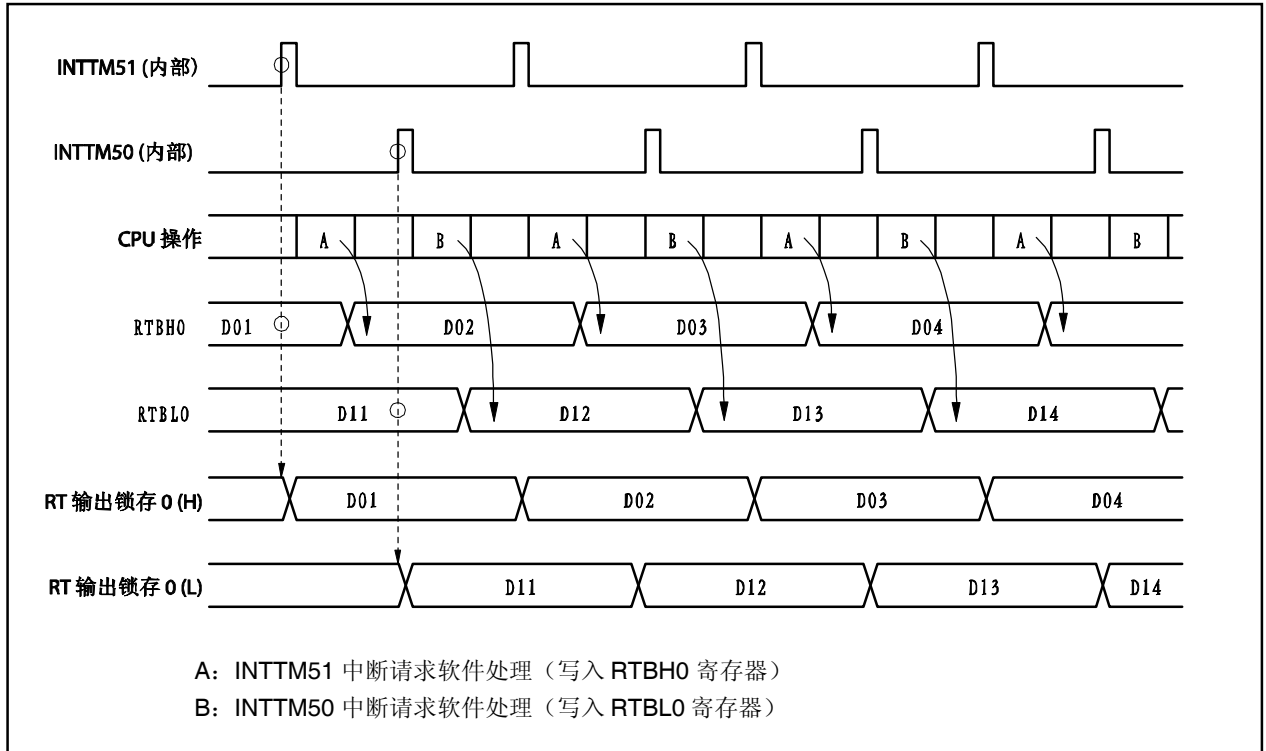 INTTM51 (内部)
INTTM50 (内部)
CPU 操作
A B A B A B A B
RTBH0 D01 D02 D03 D04
RTBL0 D11 D12 D13 D14
RT 输出锁存 0 (H) D01 D02 D03 D04
RT 输出锁存 0 (L) D11 D12 D13 D14
A：INTTM51 中断请求软件处理（写入 RTBH0 寄存器）
B：INTTM50 中断请求软件处理（写入 RTBL0 寄存器）